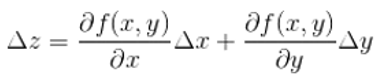 Δz = ∂f(x, y)/∂x Δx + ∂f(x, y)/∂y Δy